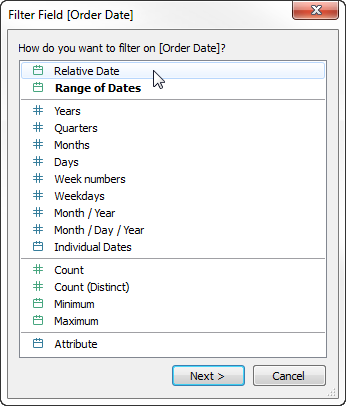 Filter Field [Order Date]
How do you want to filter on [Order Date]?
Relative Date
Range of Dates
Years
Quarters
Months
Days
Week numbers
Weekdays
Month / Year
Month / Day / Year
Individual Dates
Count
Count (Distinct)
Minimum
Maximum
Attribute
Next >
Cancel